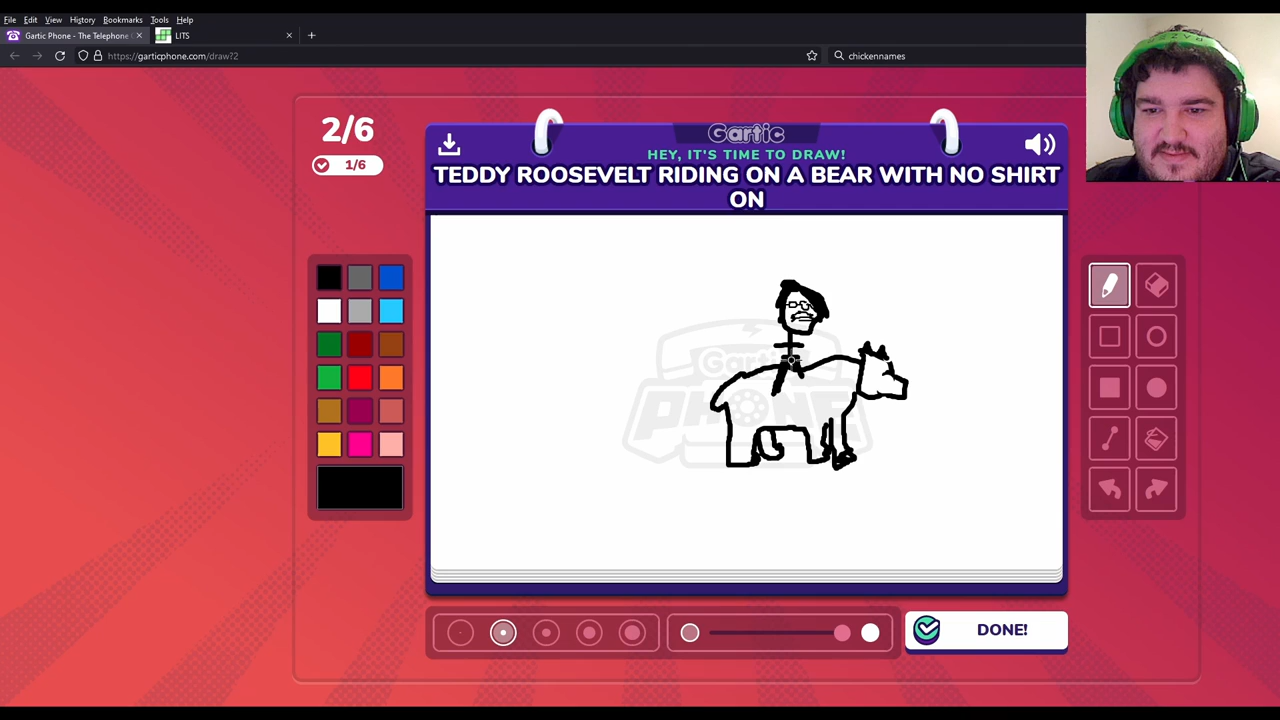 File Edit View History Bookmarks Tools Help
Gartic Phone - The Telephone
LITS
https://garticphone.com/draw?2
chickennames
2/6
1/6
Gartic
HEY, IT'S TIME TO DRAW!
TEDDY ROOSEVELT RIDING ON A BEAR WITH NO SHIRT
ON
Gartic
PHONE
DONE!